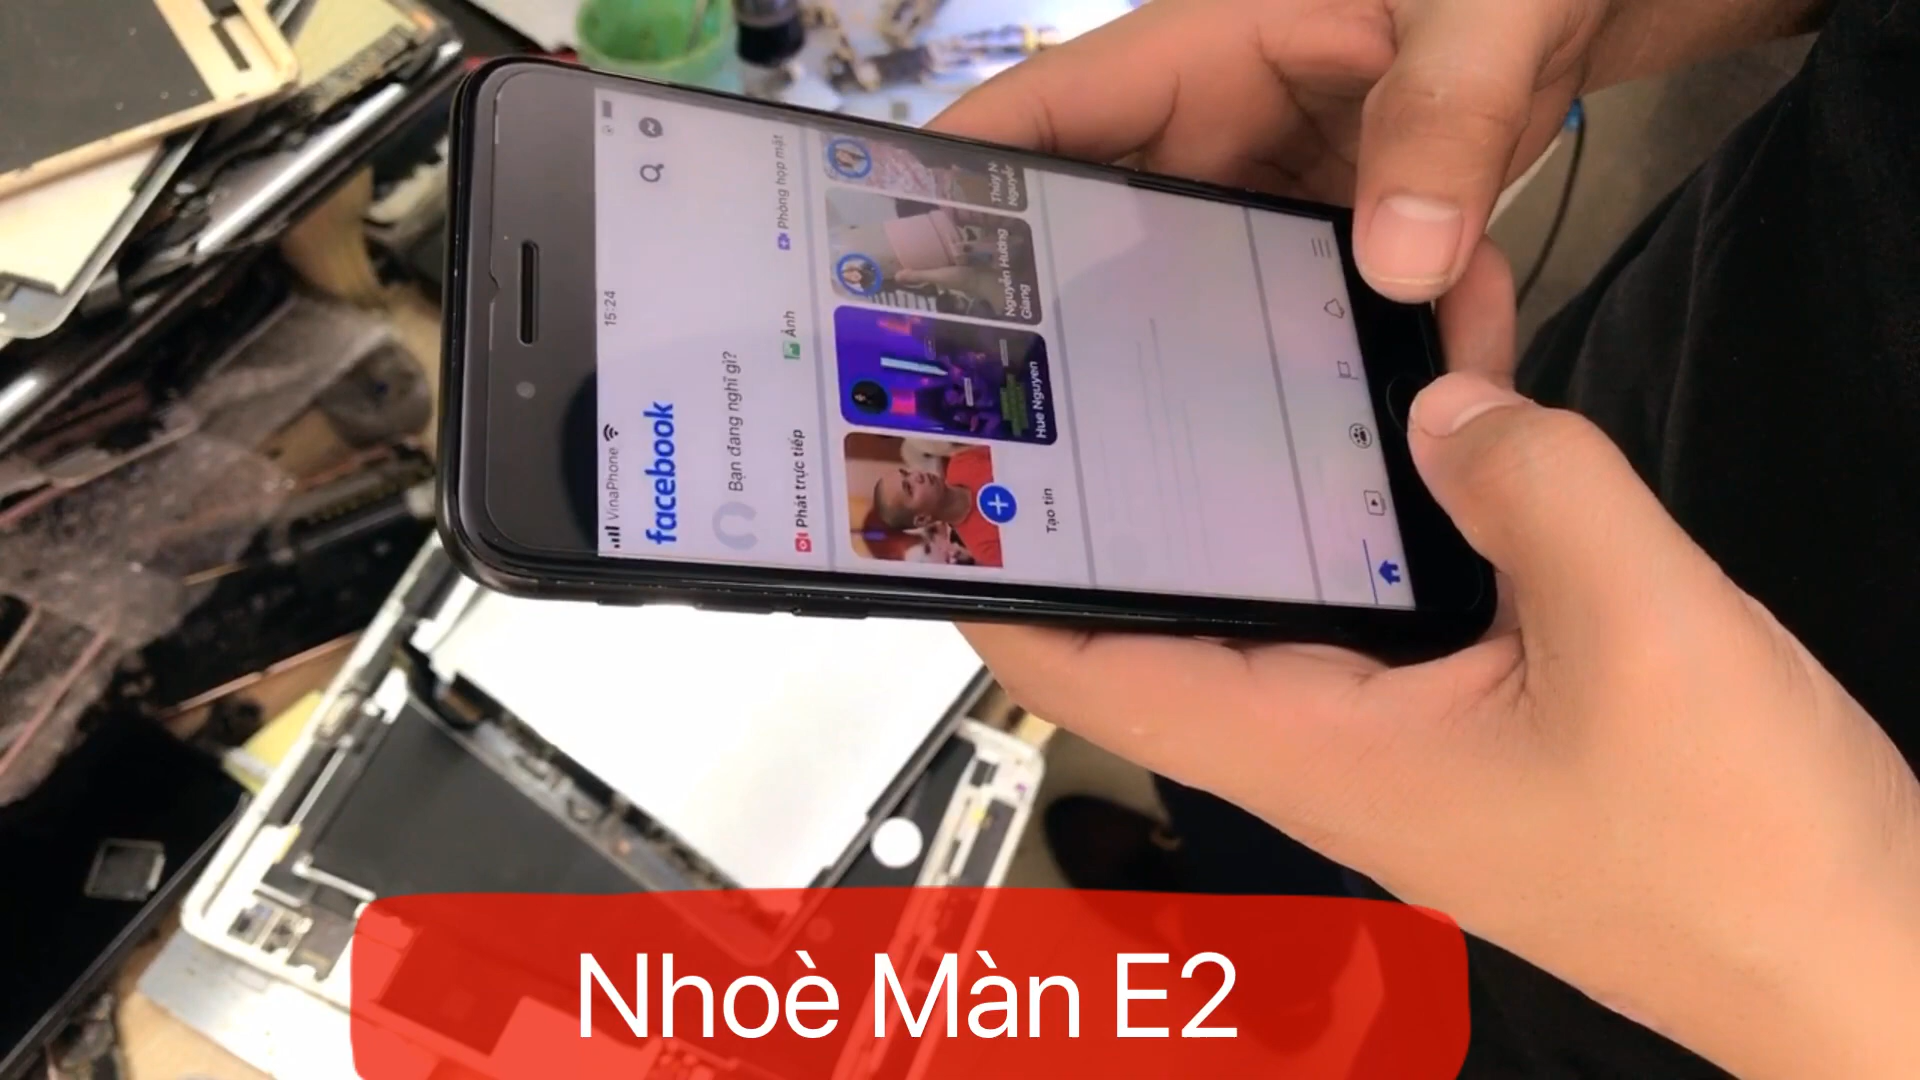 VinaPhone 15:24
facebook
Bạn đang nghĩ gì?
Phát trực tiếp Ảnh Phòng họp mặt
Tạo tin
Hue Nguyen
Nguyễn Hương
Giang
Thúy N
Nguyễn
Nhoè Màn E2